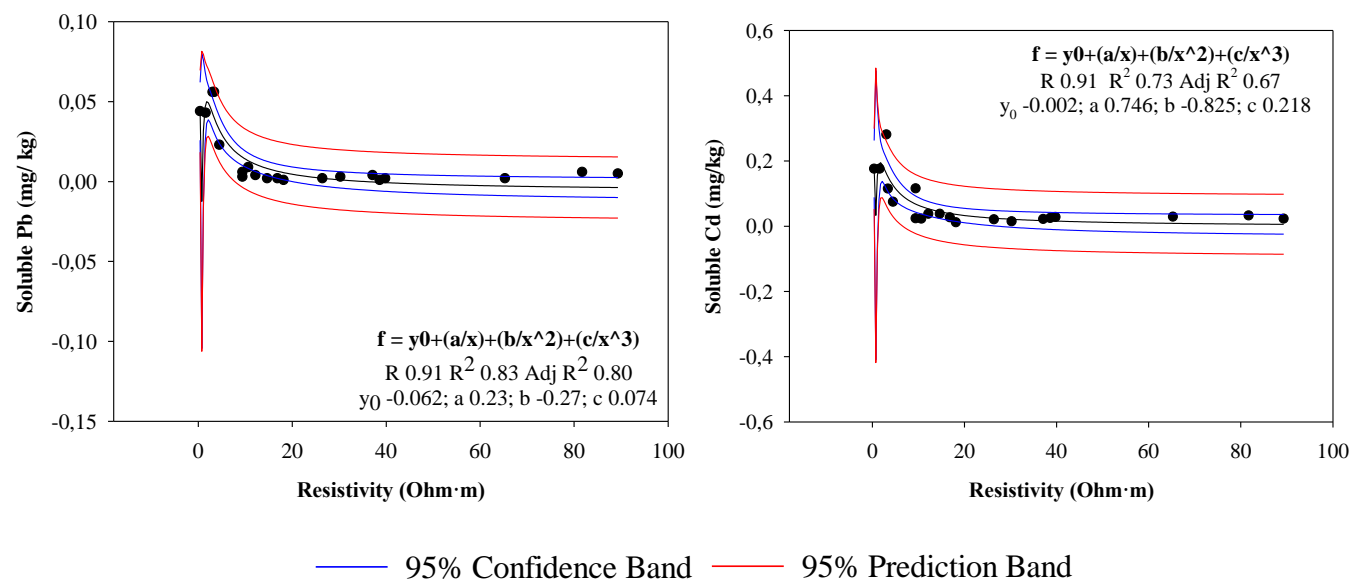 0,10
0,05
0,00
-0,05
-0,10
-0,15
Soluble Pb (mg/ kg)
f = y0+(a/x)+(b/x^2)+(c/x^3)
R 0.91 R² 0.83 Adj R² 0.80
y0 -0.062; a 0.23; b -0.27; c 0.074
0 20 40 60 80 100
Resistivity (Ohm·m)
0,6
0,4
0,2
0,0
-0,2
-0,4
-0,6
Soluble Cd (mg/kg)
f = y0+(a/x)+(b/x^2)+(c/x^3)
R 0.91 R² 0.73 Adj R² 0.67
y₀ -0.002; a 0.746; b -0.825; c 0.218
0 20 40 60 80 100
Resistivity (Ohm·m)
95% Confidence Band 95% Prediction Band